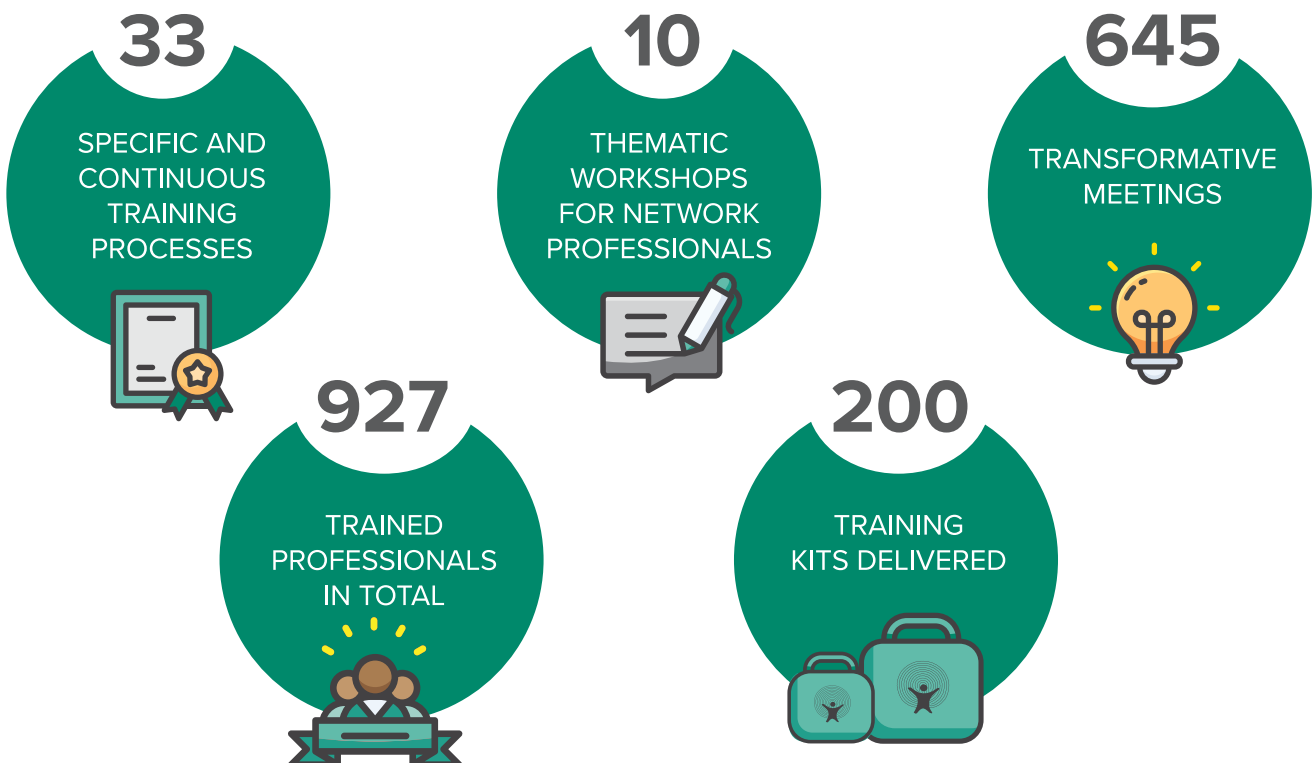 33
SPECIFIC AND
CONTINUOUS
TRAINING
PROCESSES
10
THEMATIC
WORKSHOPS
FOR NETWORK
PROFESSIONALS
645
TRANSFORMATIVE
MEETINGS
927
TRAINED
PROFESSIONALS
IN TOTAL
200
TRAINING
KITS DELIVERED